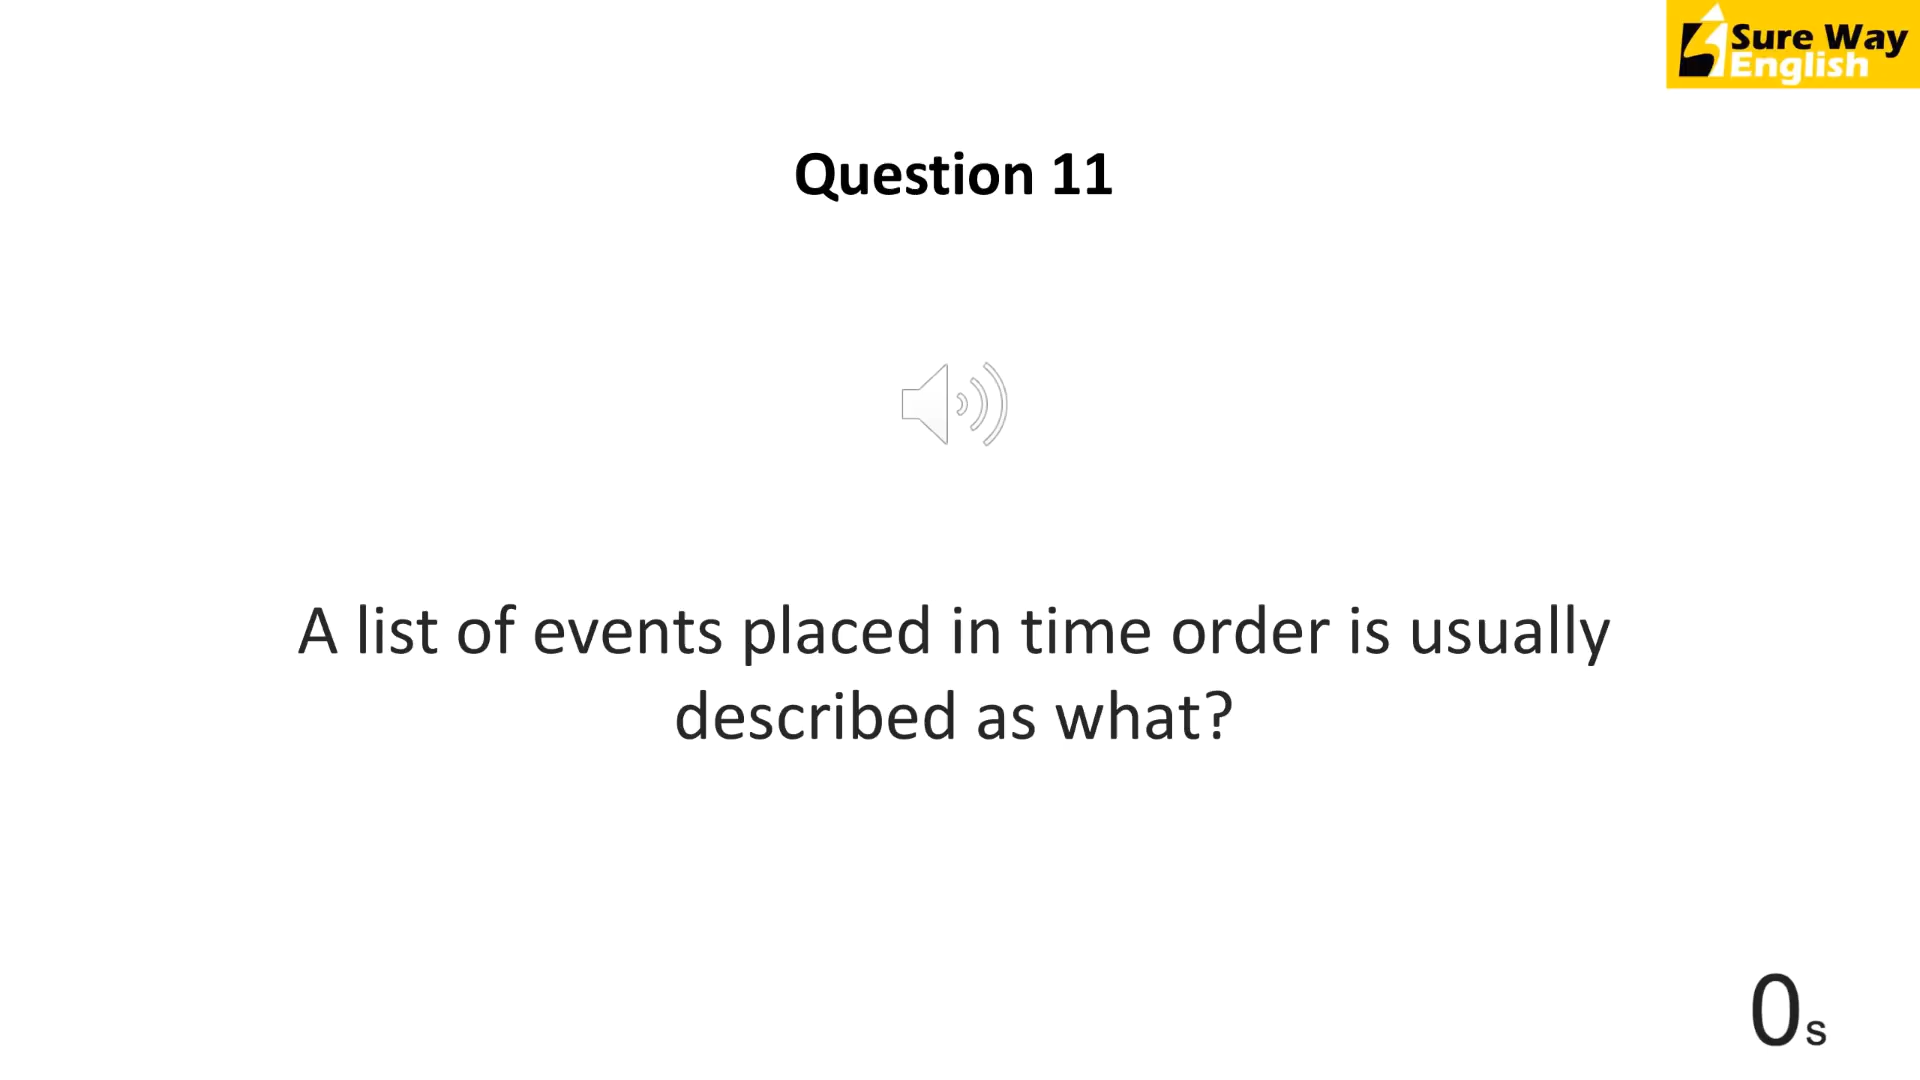 Sure Way
English
Question 11
A list of events placed in time order is usually
described as what?
0s